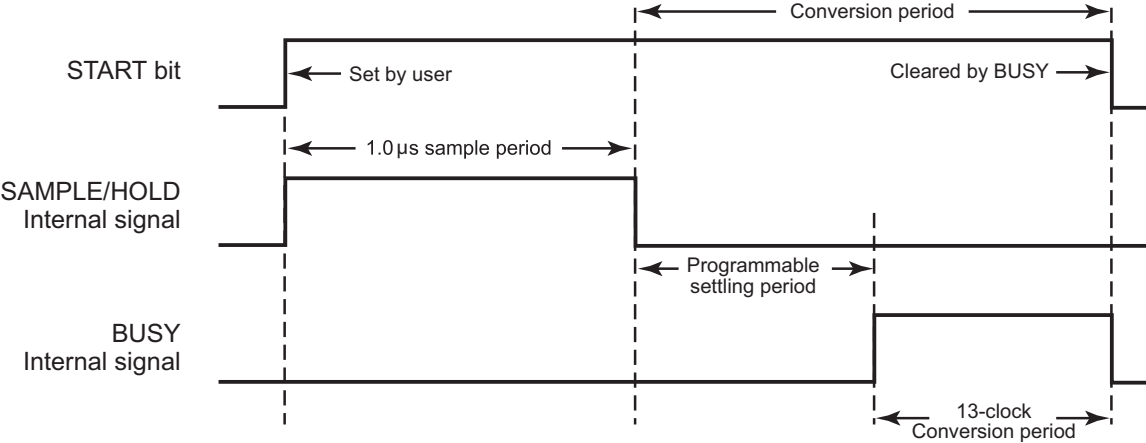 Conversion period
START bit
Set by user
Cleared by BUSY
1.0 µs sample period
SAMPLE/HOLD
Internal signal
Programmable
settling period
BUSY
Internal signal
13-clock
Conversion period